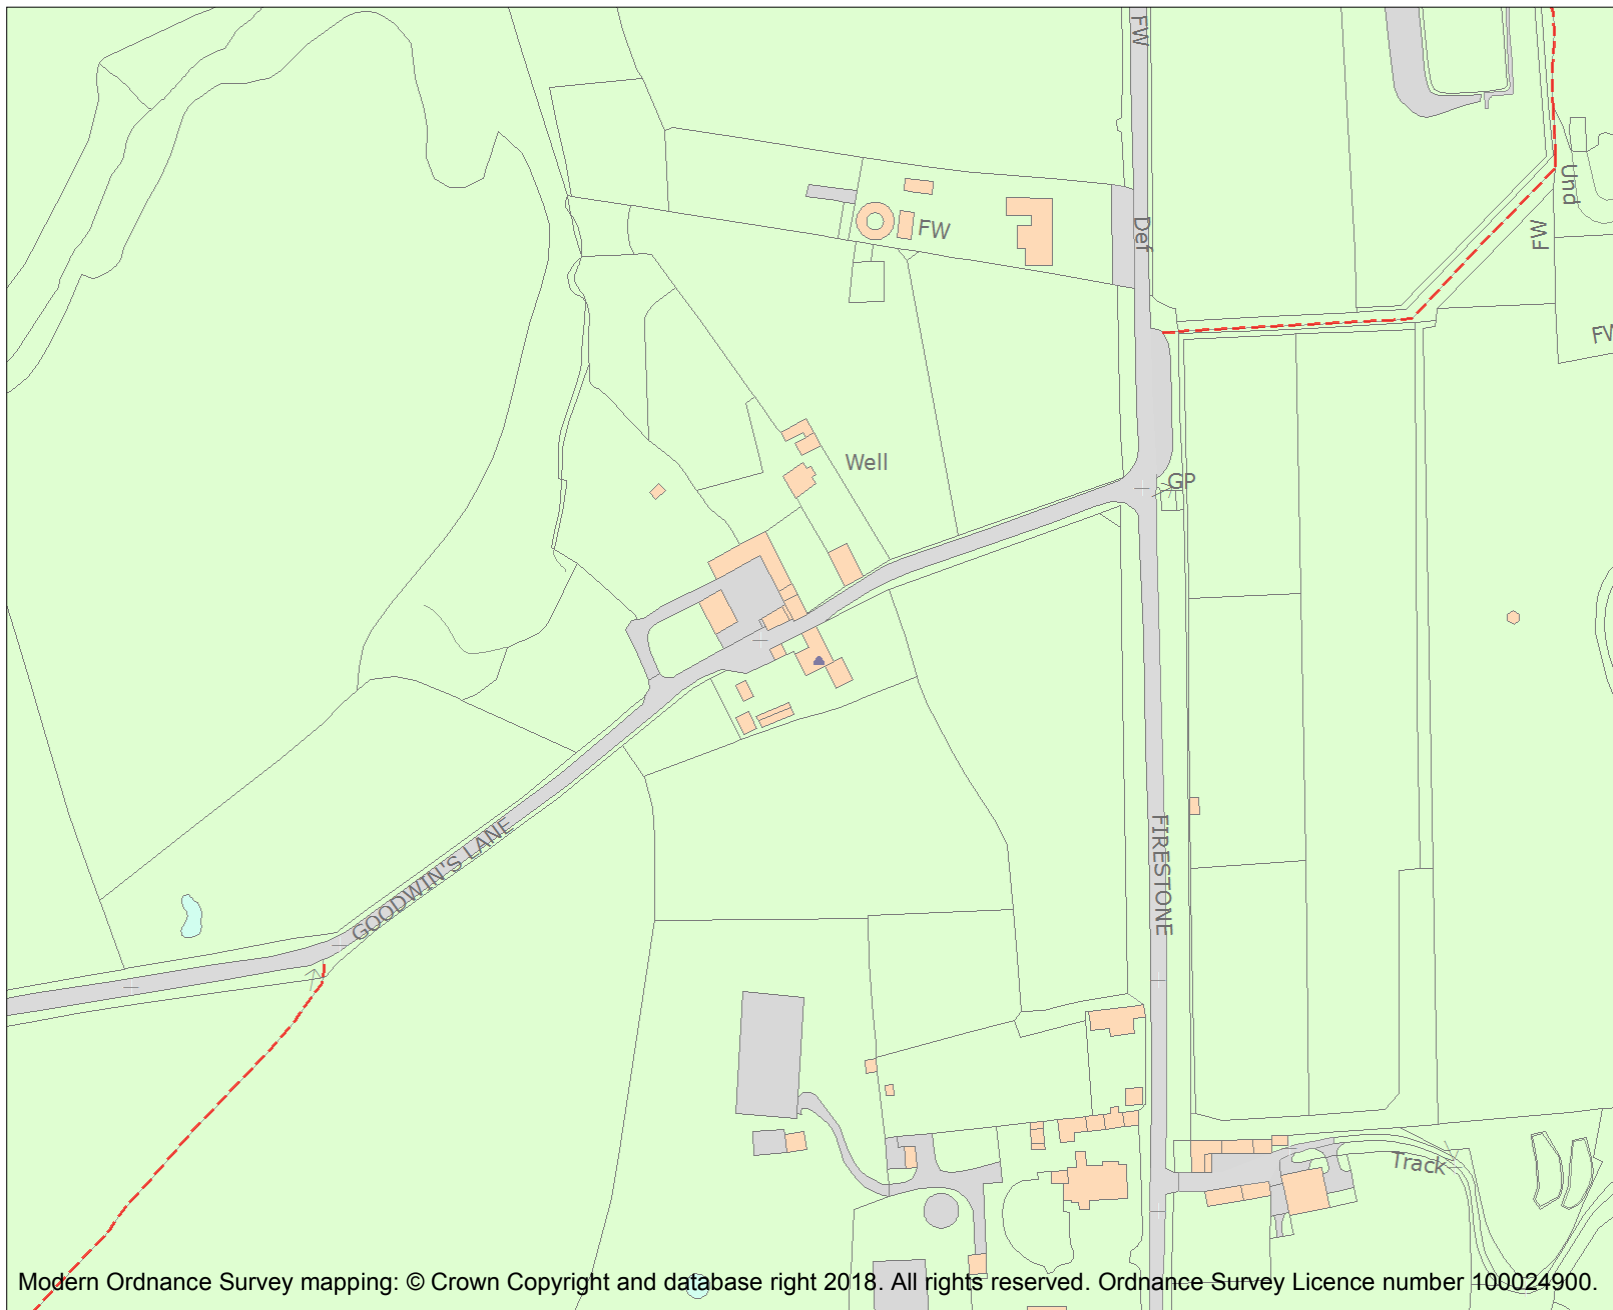 FW
Und
FW
Def
FW
FW
Well
GP
GOODWIN'S LANE
FIRESTONE
Track
Modern Ordnance Survey mapping: © Crown Copyright and database right 2018. All rights reserved. Ordnance Survey Licence number 100024900.